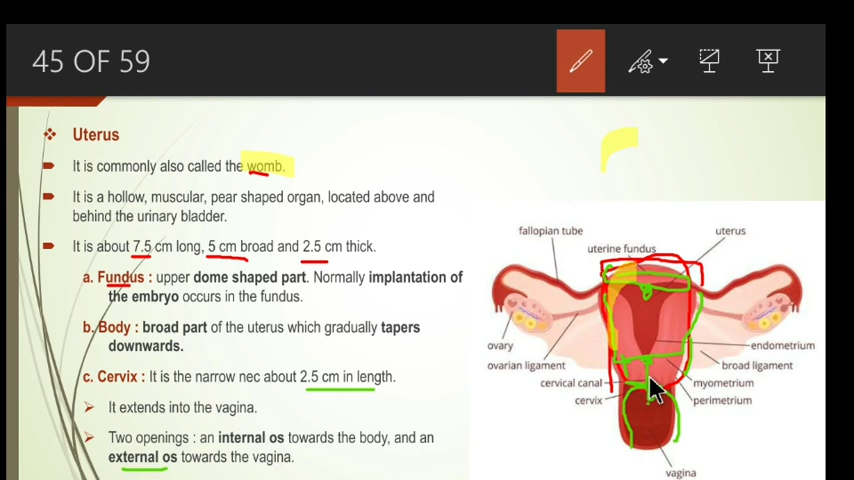 45 OF 59
Uterus
It is commonly also called the womb.
It is a hollow, muscular, pear shaped organ, located above and
behind the urinary bladder.
It is about 7.5 cm long, 5 cm broad and 2.5 cm thick.
a. Fundus : upper dome shaped part. Normally implantation of
the embryo occurs in the fundus.
b. Body : broad part of the uterus which gradually tapers
downwards.
c. Cervix : It is the narrow nec about 2.5 cm in length.
It extends into the vagina.
Two openings : an internal os towards the body, and an
external os towards the vagina.
fallopian tube
uterus
uterine fundus
ovary
endometrium
ovarian ligament
broad ligament
cervical canal
myometrium
cervix
perimetrium
vagina